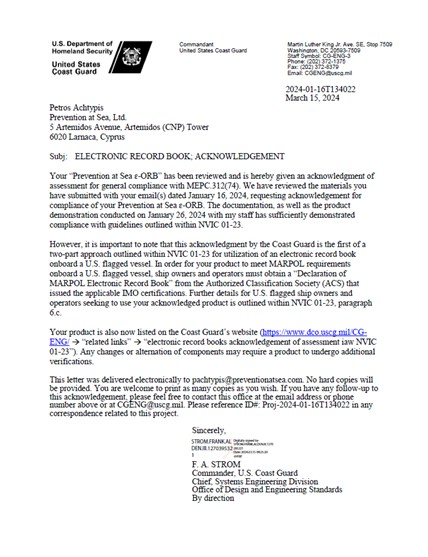 U.S. Department of
Homeland Security
United States
Coast Guard
Commandant
United States Coast Guard
Martin Luther King Jr. Ave. SE, Stop 7509
Washington, DC 20593-7509
Staff Symbol: CG-ENG-3
Phone: (202) 372-1375
Fax: (202) 372-8379
Email: CGENG@uscg.mil
2024-01-16T134022
March 15, 2024
Petros Achtypis
Prevention at Sea, Ltd.
5 Artemidos Avenue, Artemidos (CNP) Tower
6020 Larnaca, Cyprus
Subj: ELECTRONIC RECORD BOOK; ACKNOWLEDGEMENT
Your “Prevention at Sea ε-ORB” has been reviewed and is hereby given an acknowledgment of
assessment for general compliance with MEPC.312(74). We have reviewed the materials you
have submitted with your email(s) dated January 16, 2024, requesting acknowledgement for
compliance of your Prevention at Sea ε-ORB. The documentation, as well as the product
demonstration conducted on January 26, 2024 with my staff has sufficiently demonstrated
compliance with guidelines outlined within NVIC 01-23.
However, it is important to note that this acknowledgment by the Coast Guard is the first of a
two-part approach outlined within NVIC 01-23 for utilization of an electronic record book
onboard a U.S. flagged vessel. In order for your product to meet MARPOL requirements
onboard a U.S. flagged vessel, ship owners and operators must obtain a “Declaration of
MARPOL Electronic Record Book” from the Authorized Classification Society (ACS) that
issued the applicable IMO certifications. Further details for U.S. flagged ship owners and
operators seeking to use your acknowledged product is outlined within NVIC 01-23, paragraph
6.c.
Your product is also now listed on the Coast Guard’s website (https://www.dco.uscg.mil/CG-
ENG/ → “related links” → “electronic record books acknowledgement of assessment iaw NVIC
01-23”). Any changes or alternation of components may require a product to undergo additional
verifications.
This letter was delivered electronically to pachtypis@preventionatsea.com. No hard copies will
be provided. You are welcome to print as many copies as you wish. If you have any follow-up to
this acknowledgement, please feel free to contact this office at the email address or phone
number above or at CGENG@uscg.mil. Please reference ID#: Proj-2024-01-16T134022 in any
correspondence related to this project.
Sincerely,
STROM.FRANK.AL
DEN.III.127039532
F. A. STROM
Commander, U.S. Coast Guard
Chief, Systems Engineering Division
Office of Design and Engineering Standards
By direction